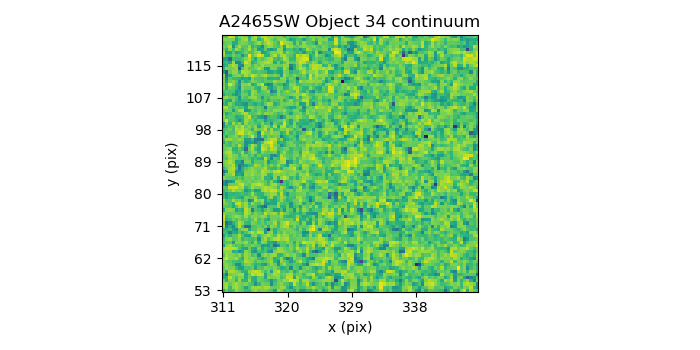 A2465SW Object 34 continuum
115
107
98
89
80
71
62
53
311 320 329 338
x (pix)
y (pix)